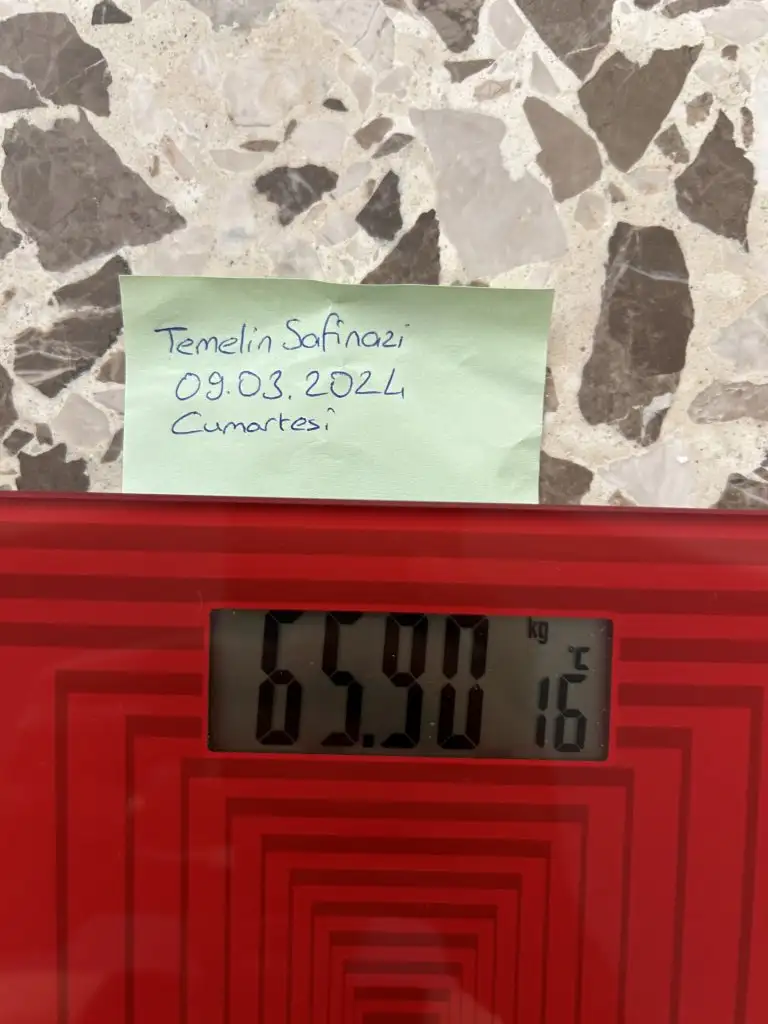 Temelin Safinazi
09.03.2024
Cumartesi
65.90 kg
°C
16